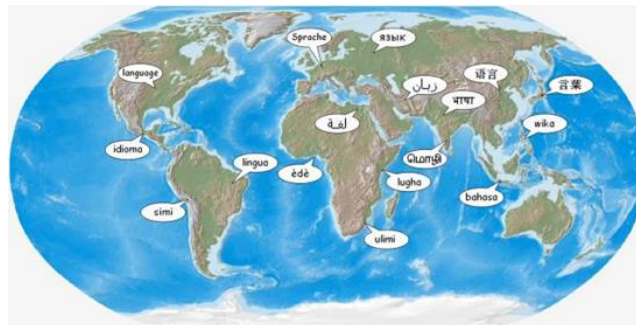 Sprache
язык
language
زبان
语言
言葉
भाषा
لغة
wika
idioma
மொழி
lingua
èdè
lugha
simi
bahasa
ulimi